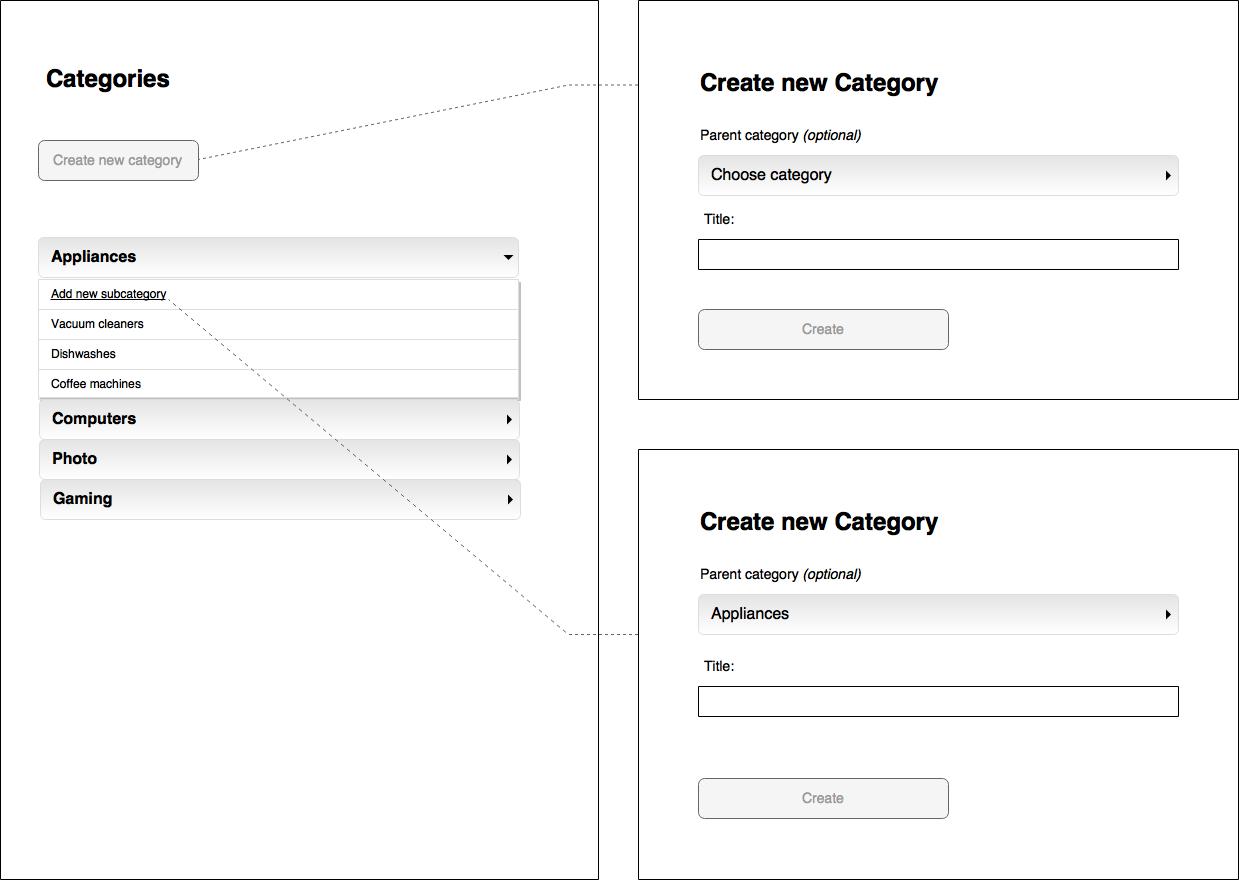 Categories
Create new category
Appliances
Add new subcategory
Vacuum cleaners
Dishwashes
Coffee machines
Computers
Photo
Gaming
Create new Category
Parent category (optional)
Choose category
Title:
Create
Create new Category
Parent category (optional)
Appliances
Title:
Create